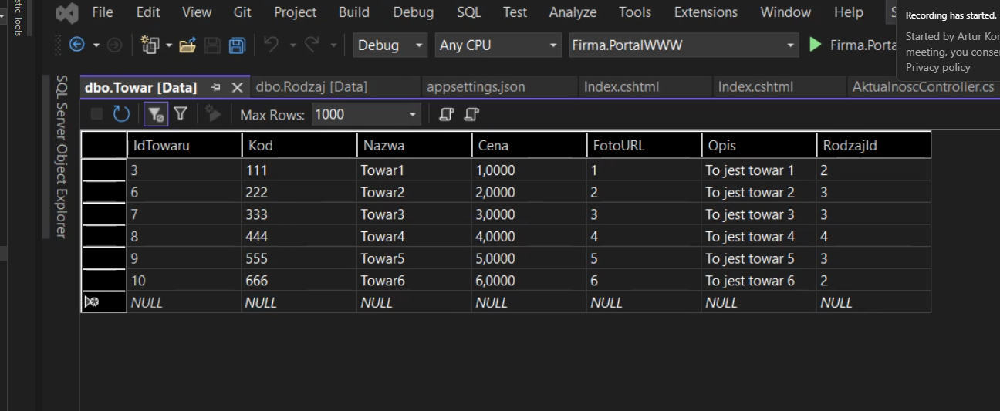 stic Tools
File Edit View Git Project Build Debug SQL Test Analyze Tools Extensions Window Help S
Recording has started.
Started by Artur Kor
meeting, you conse
Privacy policy
Debug Any CPU Firma.PortalWWW Firma.Porta
SQL Server Object Explorer
dbo.Towar [Data] dbo.Rodzaj [Data] appsettings.json Index.cshtml Index.cshtml AktualnoscController.cs
Max Rows: 1000
IdTowaru Kod Nazwa Cena FotoURL Opis RodzajId
3 111 Towar1 1,0000 1 To jest towar 1 2
6 222 Towar2 2,0000 2 To jest towar 2 3
7 333 Towar3 3,0000 3 To jest towar 3 3
8 444 Towar4 4,0000 4 To jest towar 4 4
9 555 Towar5 5,0000 5 To jest towar 5 3
10 666 Towar6 6,0000 6 To jest towar 6 2
NULL NULL NULL NULL NULL NULL NULL